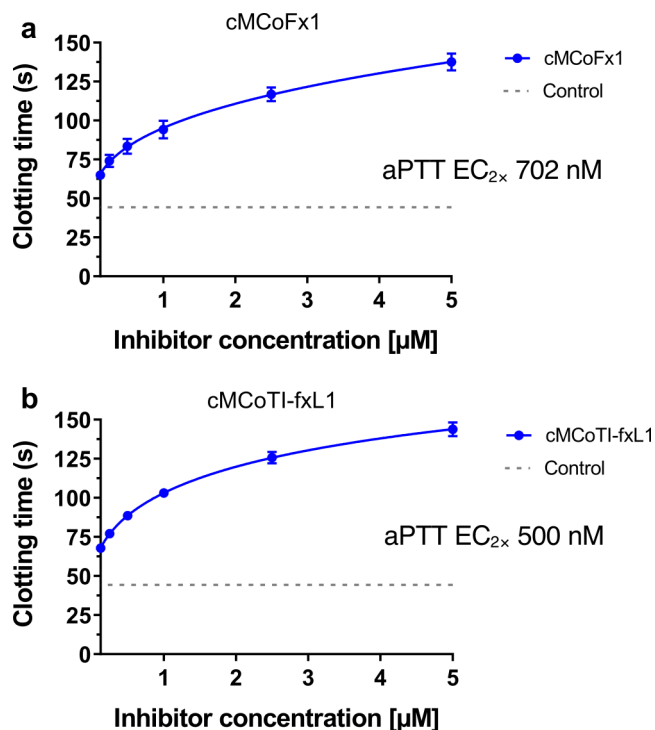 a
cMCoFx1
Clotting time (s)
150
125
100
75
50
25
0
1 2 3 4 5
Inhibitor concentration [µM]
cMCoFx1
Control
aPTT EC2× 702 nM
b
cMCoTI-fxL1
Clotting time (s)
150
125
100
75
50
25
0
1 2 3 4 5
Inhibitor concentration [µM]
cMCoTI-fxL1
Control
aPTT EC2× 500 nM